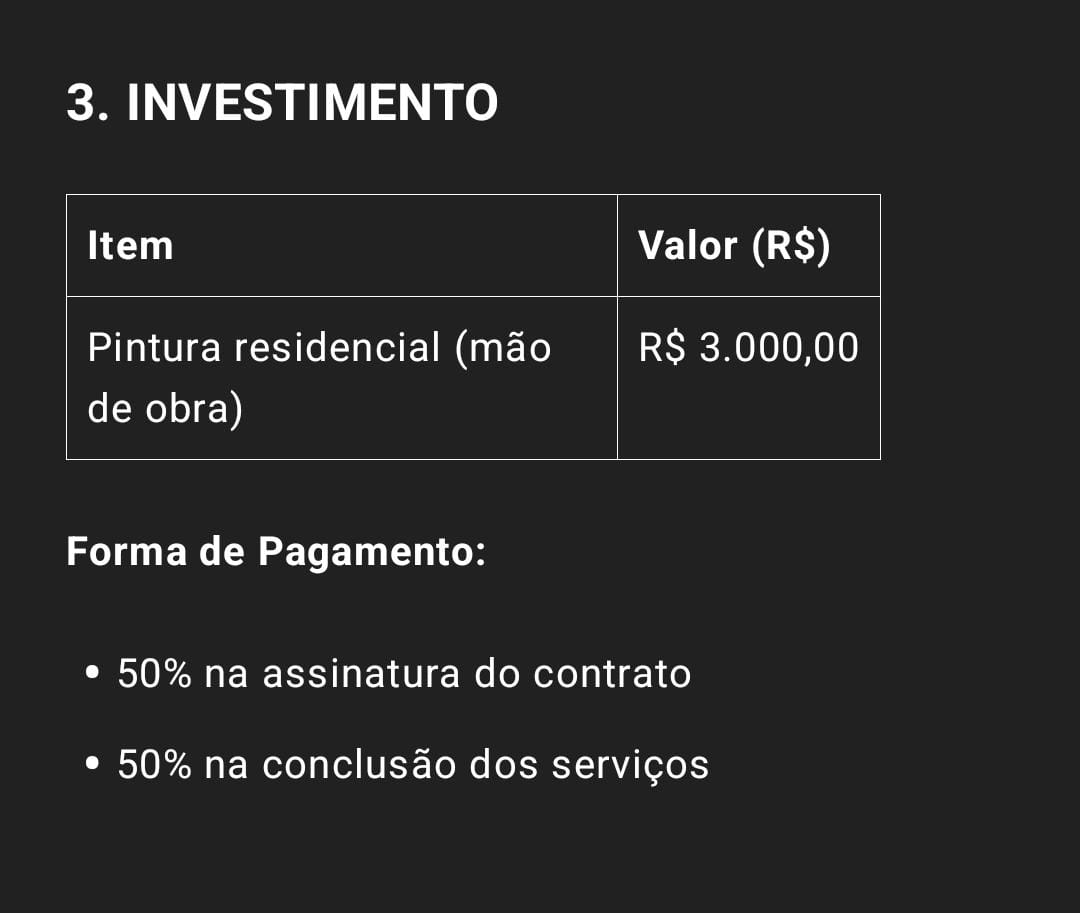 3. INVESTIMENTO
Item
Valor (R$)
Pintura residencial (mão
de obra)
R$ 3.000,00
Forma de Pagamento:
• 50% na assinatura do contrato
• 50% na conclusão dos serviços